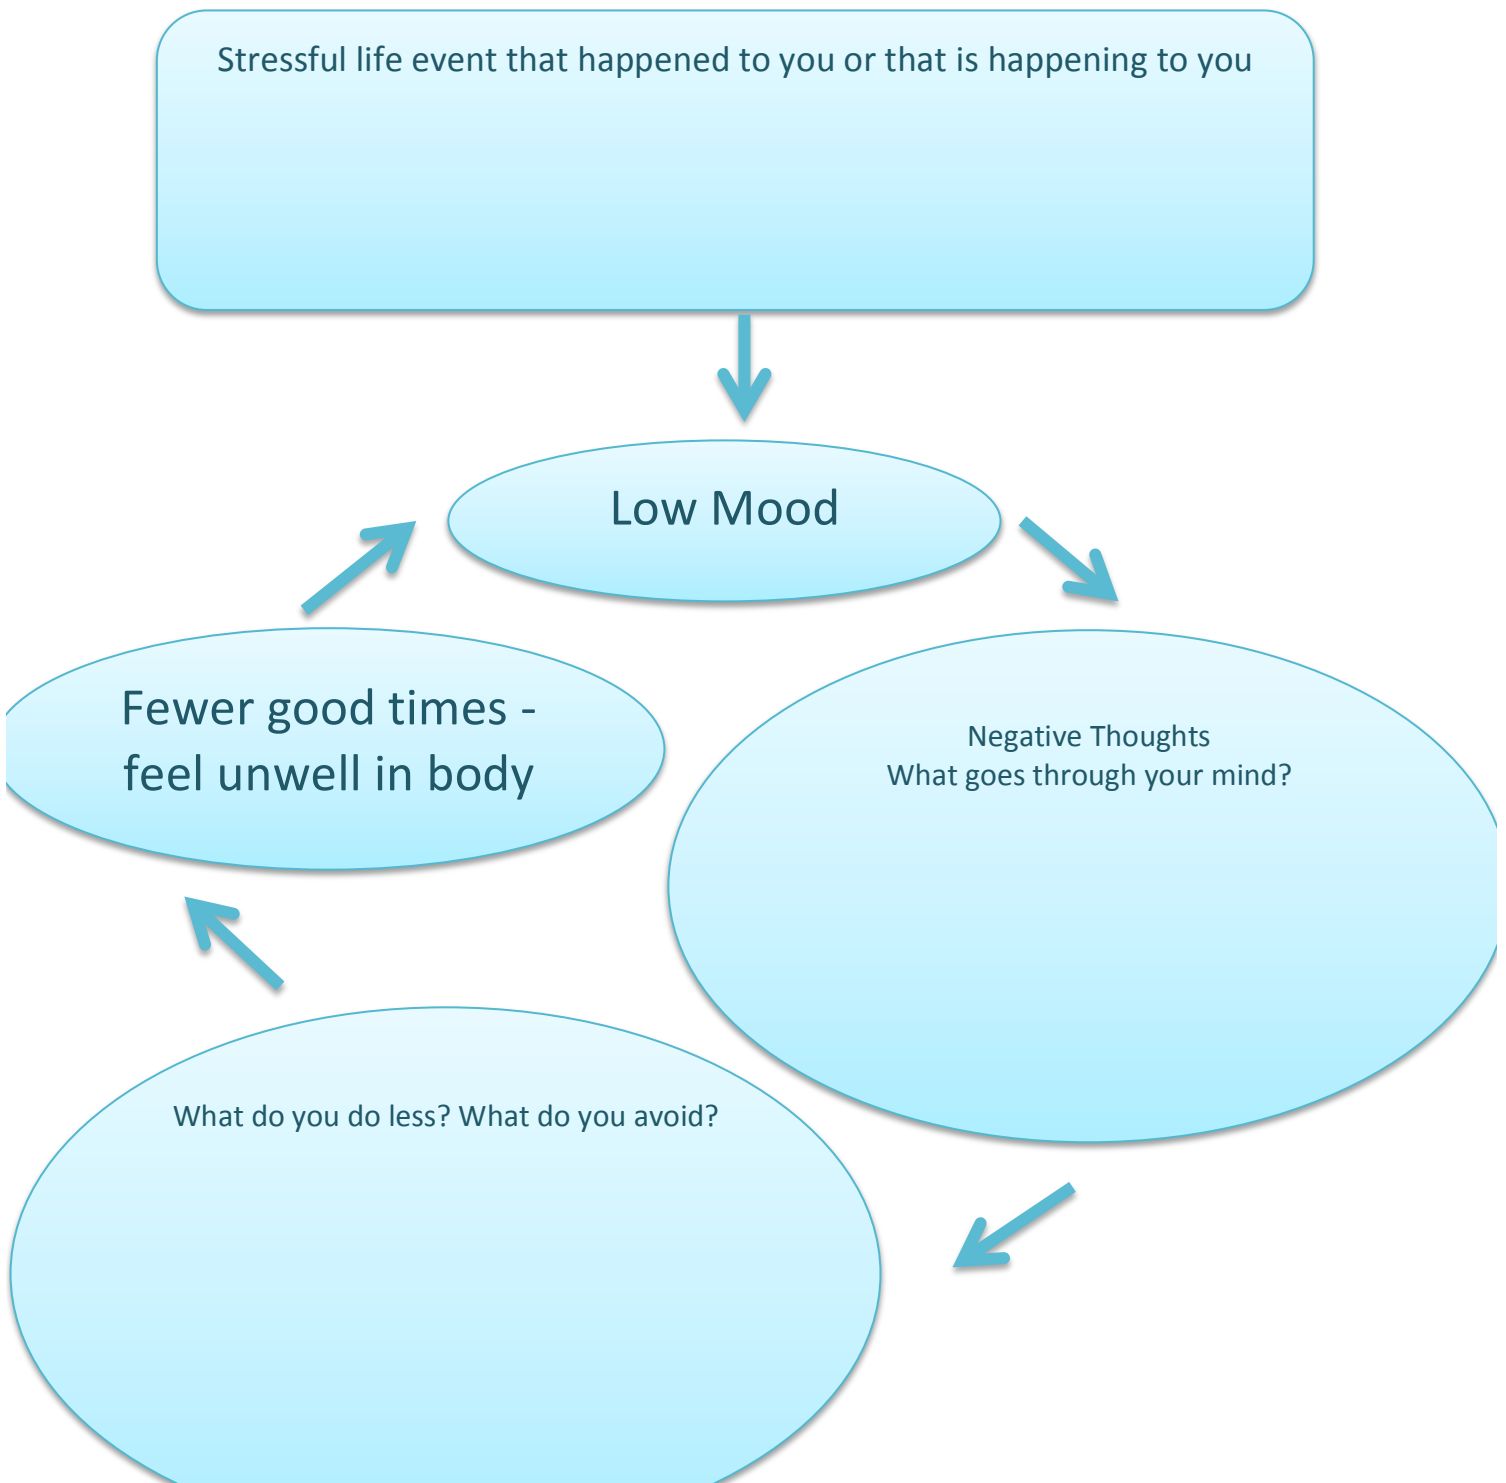 Stressful life event that happened to you or that is happening to you
Low Mood
Fewer good times -
feel unwell in body
Negative Thoughts
What goes through your mind?
What do you do less? What do you avoid?